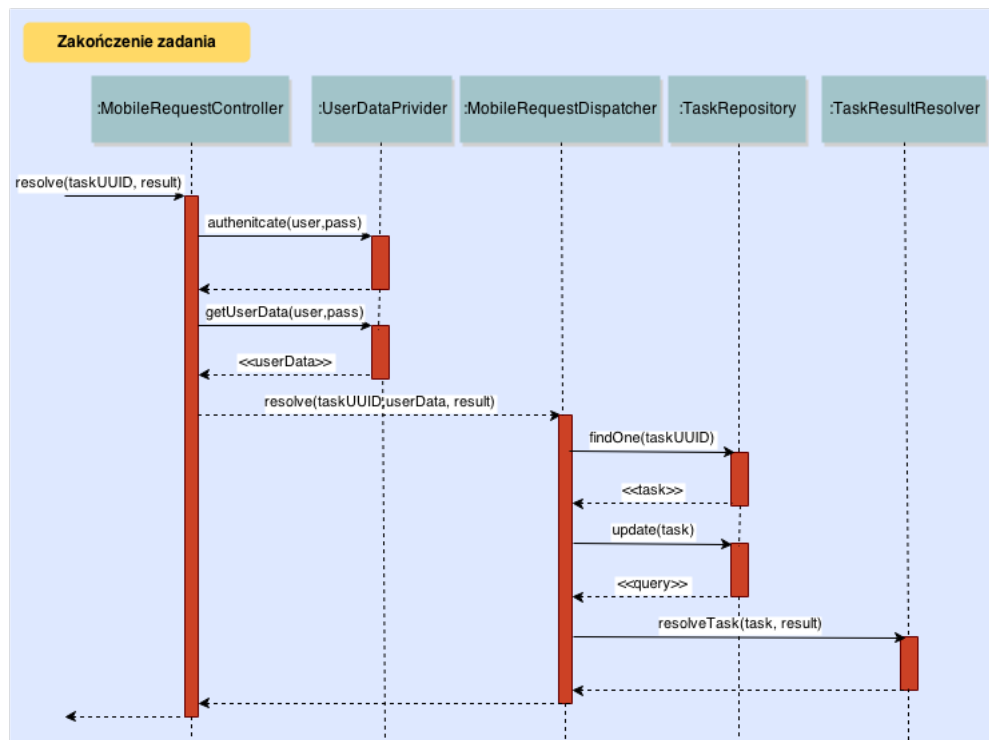 Zakończenie zadania
:MobileRequestController
:UserDataPrivider
:MobileRequestDispatcher
:TaskRepository
:TaskResultResolver
resolve(taskUUID, result)
authenitcate(user,pass)
getUserData(user,pass)
<<userData>>
resolve(taskUUID,userData, result)
findOne(taskUUID)
<<task>>
update(task)
<<query>>
resolveTask(task, result)